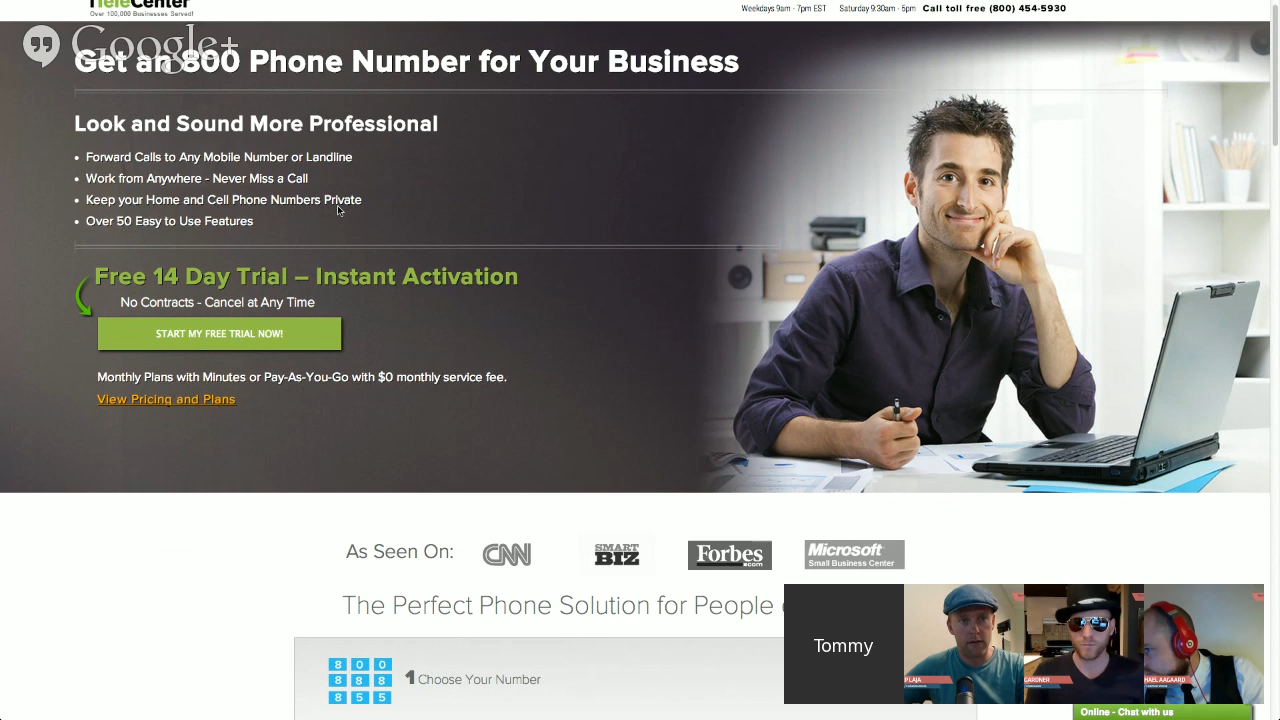 TeleCenter
Over 100,000 Businesses Served!
Weekdays 9am - 7pm EST Saturday 9:30am - 5pm Call toll free (800) 454-5930
Google+
Get an 800 Phone Number for Your Business
Look and Sound More Professional
• Forward Calls to Any Mobile Number or Landline
• Work from Anywhere - Never Miss a Call
• Keep your Home and Cell Phone Numbers Private
• Over 50 Easy to Use Features
Free 14 Day Trial – Instant Activation
No Contracts - Cancel at Any Time
START MY FREE TRIAL NOW!
Monthly Plans with Minutes or Pay-As-You-Go with $0 monthly service fee.
View Pricing and Plans
As Seen On:
CNN
SMART
BIZ
Forbes
.com
Microsoft
Small Business Center
The Perfect Phone Solution for People
800
888
855
1 Choose Your Number
Tommy
P LAJA
GARDNER
HAEL AAGAARD
Online - Chat with us